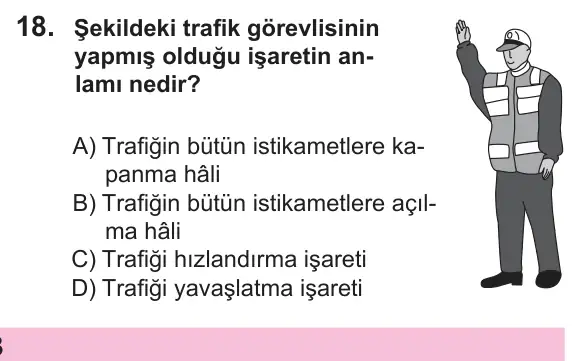 18. Şekildeki trafik görevlisinin
yapmış olduğu işaretin an-
lamı nedir?
A) Trafiğin bütün istikametlere ka-
panma hâli
B) Trafiğin bütün istikametlere açıl-
ma hâli
C) Trafiği hızlandırma işareti
D) Trafiği yavaşlatma işareti